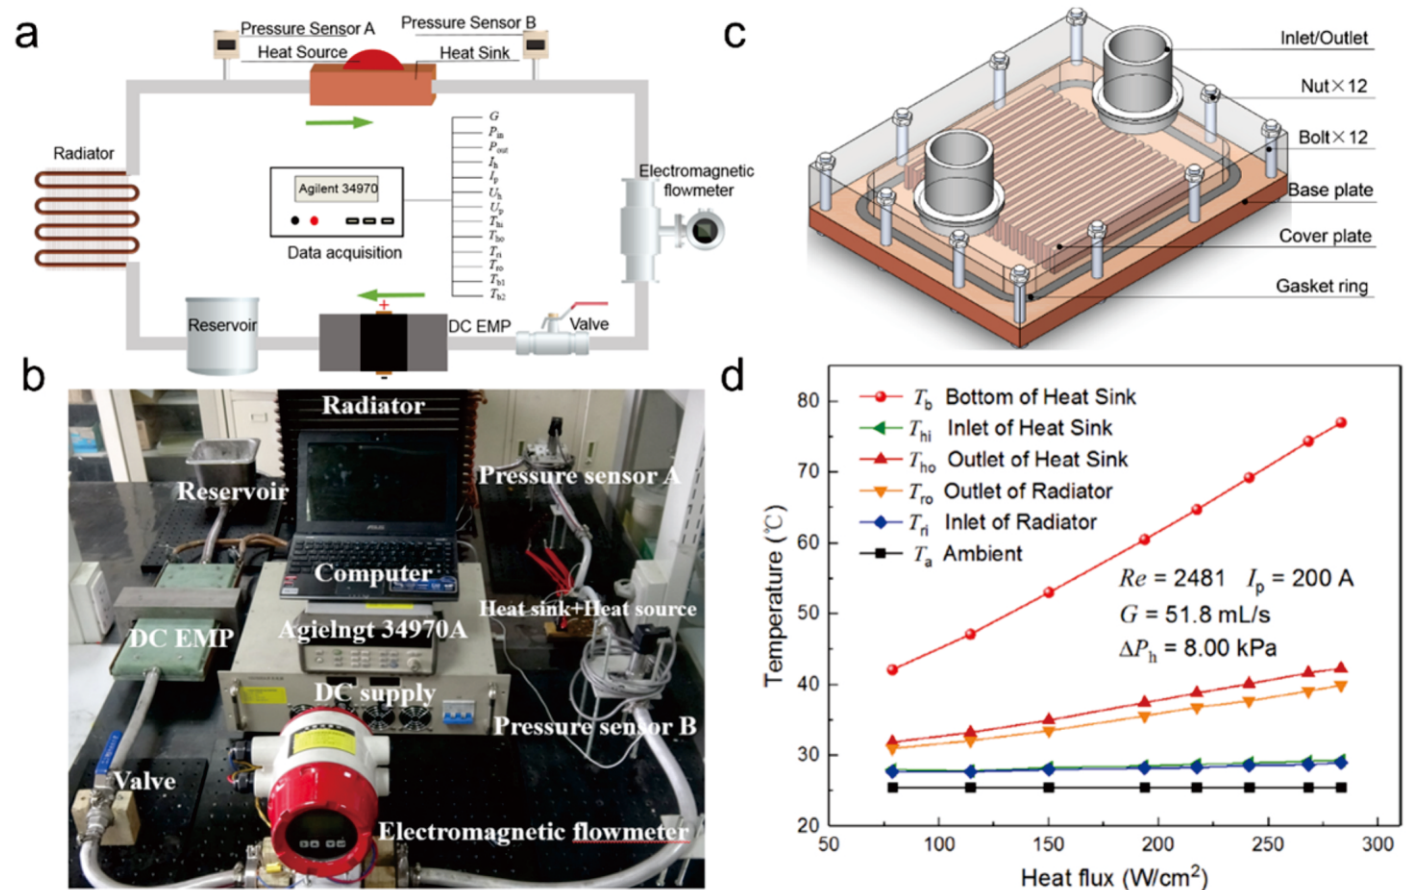 a
Pressure Sensor A
Pressure Sensor B
Heat Source
Heat Sink
Radiator
Agilent 34970
Data acquisition
G
Pin
Pout
Ih
Ip
Uh
Up
Thi
Tho
Tri
Tro
Tb1
Tb2
Electromagnetic
flowmeter
Reservoir
+
-
DC EMP
Valve
b
Radiator
Reservoir
Pressure sensor A
Computer
Heat sink+Heat source
DC EMP
Agielngt 34970A
DC supply
Pressure sensor B
Valve
Electromagnetic flowmeter
c
Inlet/Outlet
Nut×12
Bolt×12
Base plate
Cover plate
Gasket ring
d
Temperature (℃)
80
70
60
50
40
30
20
Tb Bottom of Heat Sink
Thi Inlet of Heat Sink
Tho Outlet of Heat Sink
Tro Outlet of Radiator
Tri Inlet of Radiator
Ta Ambient
Re = 2481 Ip = 200 A
G = 51.8 mL/s
ΔPh = 8.00 kPa
50 100 150 200 250 300
Heat flux (W/cm²)